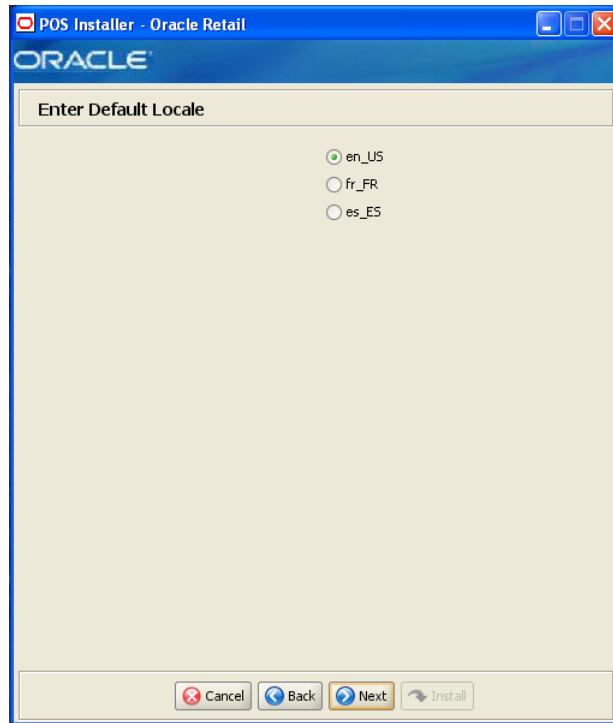 POS Installer - Oracle Retail
ORACLE
Enter Default Locale
en_US
fr_FR
es_ES
Cancel Back Next Install